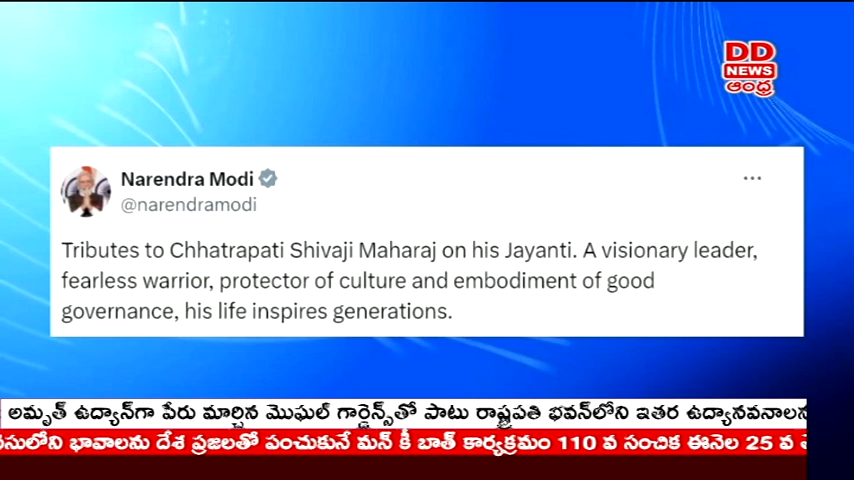 DD
NEWS
ఆంధ్ర
Narendra Modi
@narendramodi
Tributes to Chhatrapati Shivaji Maharaj on his Jayanti. A visionary leader,
fearless warrior, protector of culture and embodiment of good
governance, his life inspires generations.
అమృత్ ఉద్యాన్‌గా పేరు మార్చిన మొఘల్ గార్డెన్స్‌తో పాటు రాష్ట్రపతి భవన్‌లోని ఇతర
భావాలను దేశ ప్రజలతో పంచుకునే మన్ కీ బాత్ కార్యక్రమం 110 వ సంచిక ఈనెల 25 వ